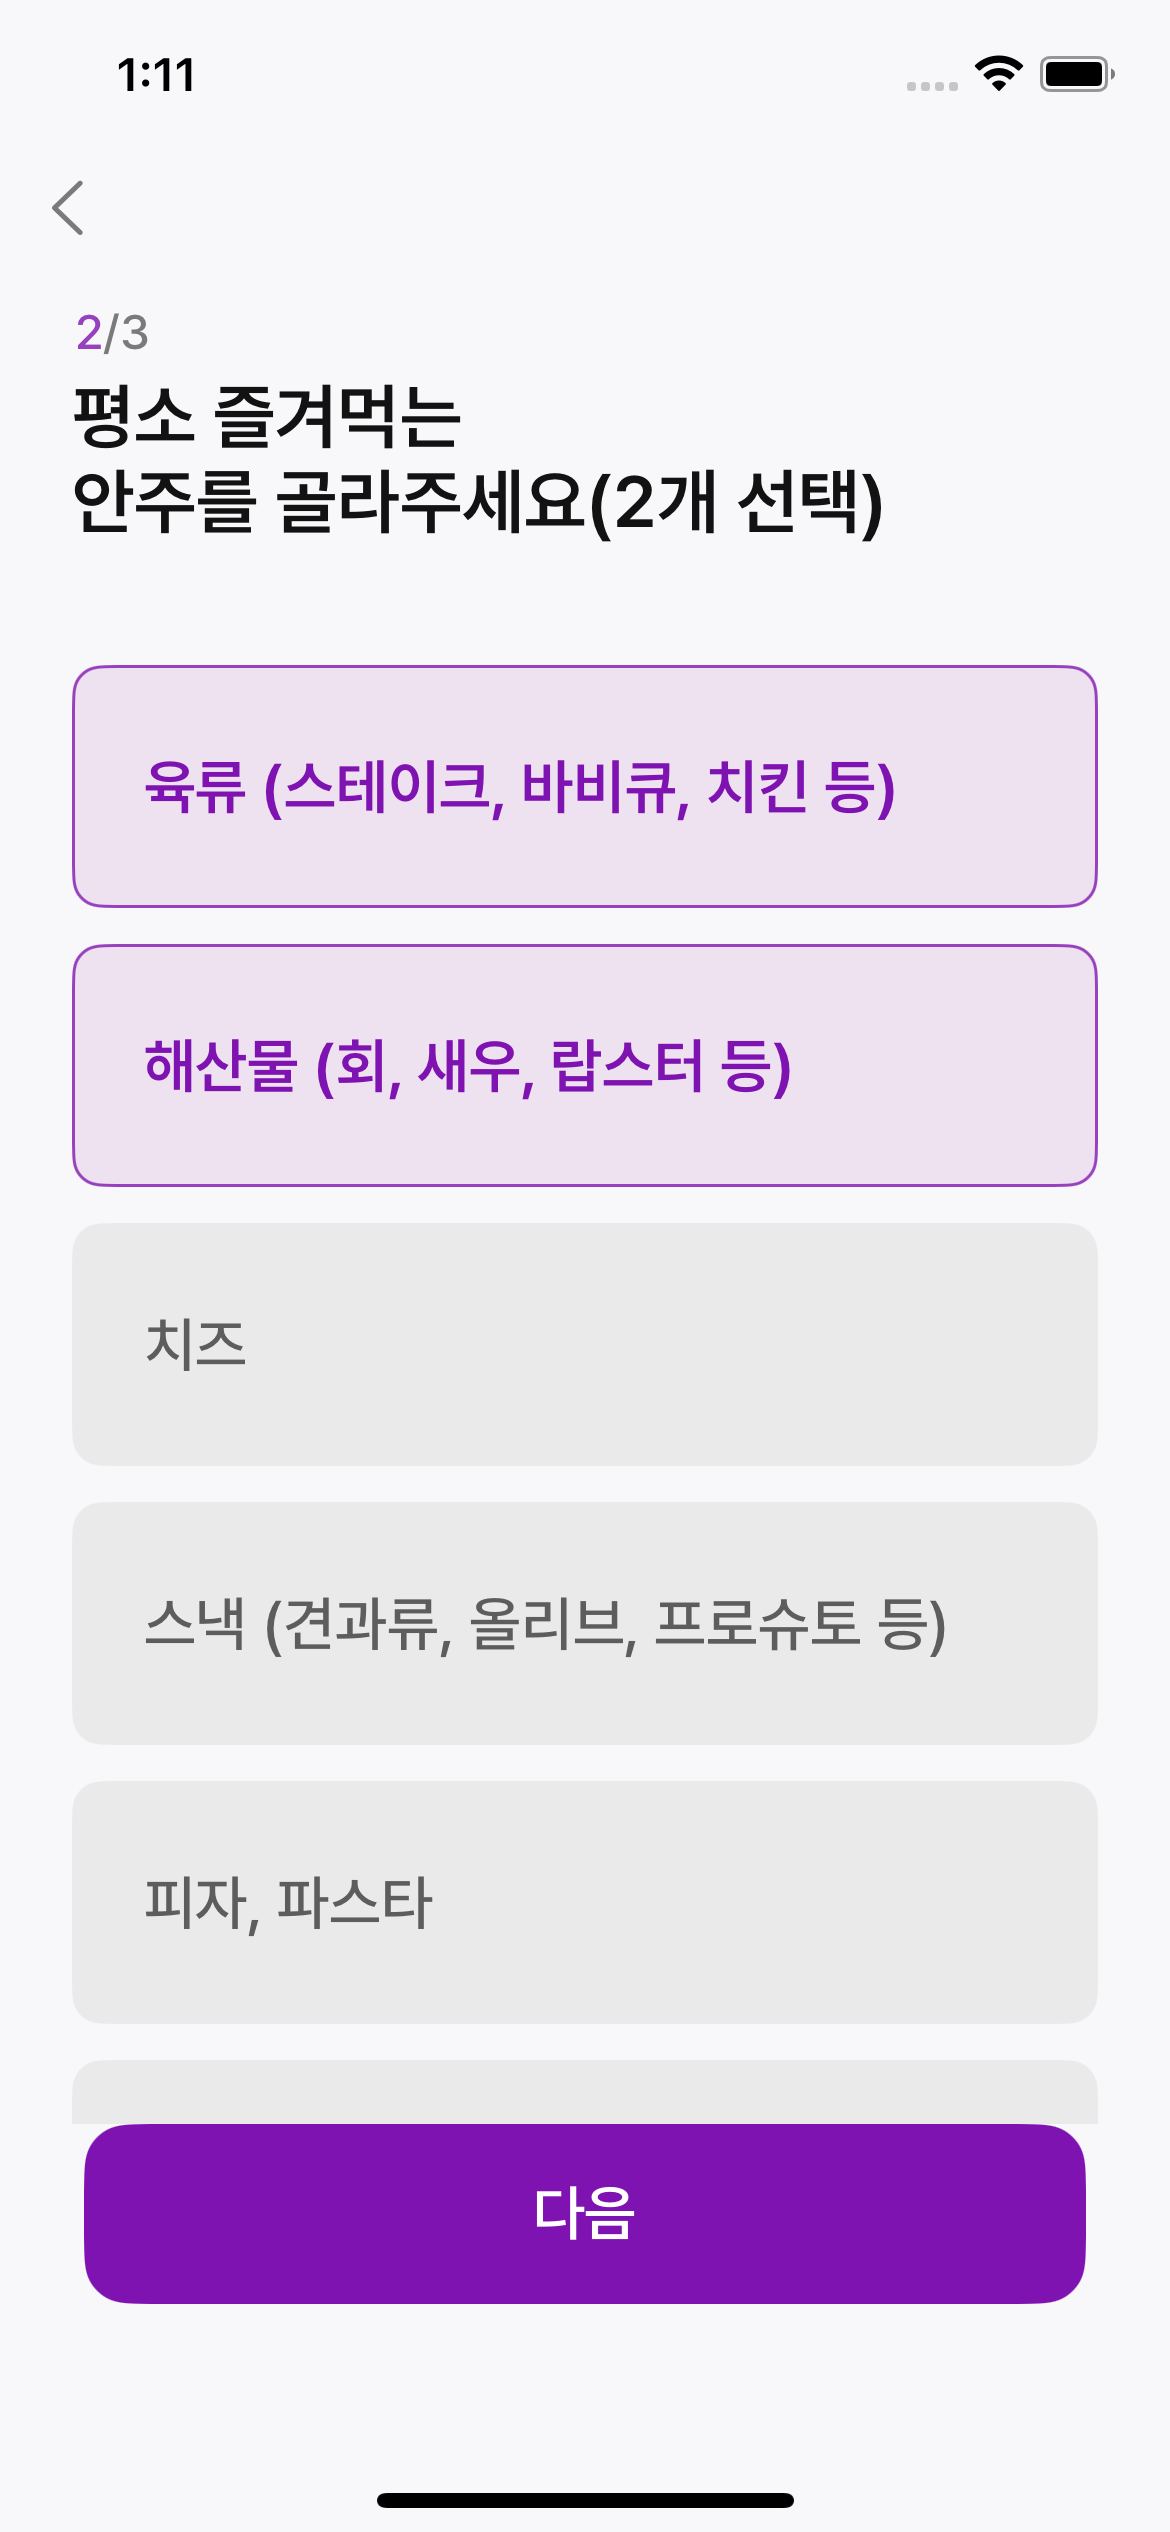 1:11
2/3
평소 즐겨먹는
안주를 골라주세요(2개 선택)
육류 (스테이크, 바비큐, 치킨 등)
해산물 (회, 새우, 랍스터 등)
치즈
스낵 (견과류, 올리브, 프로슈토 등)
피자, 파스타
다음